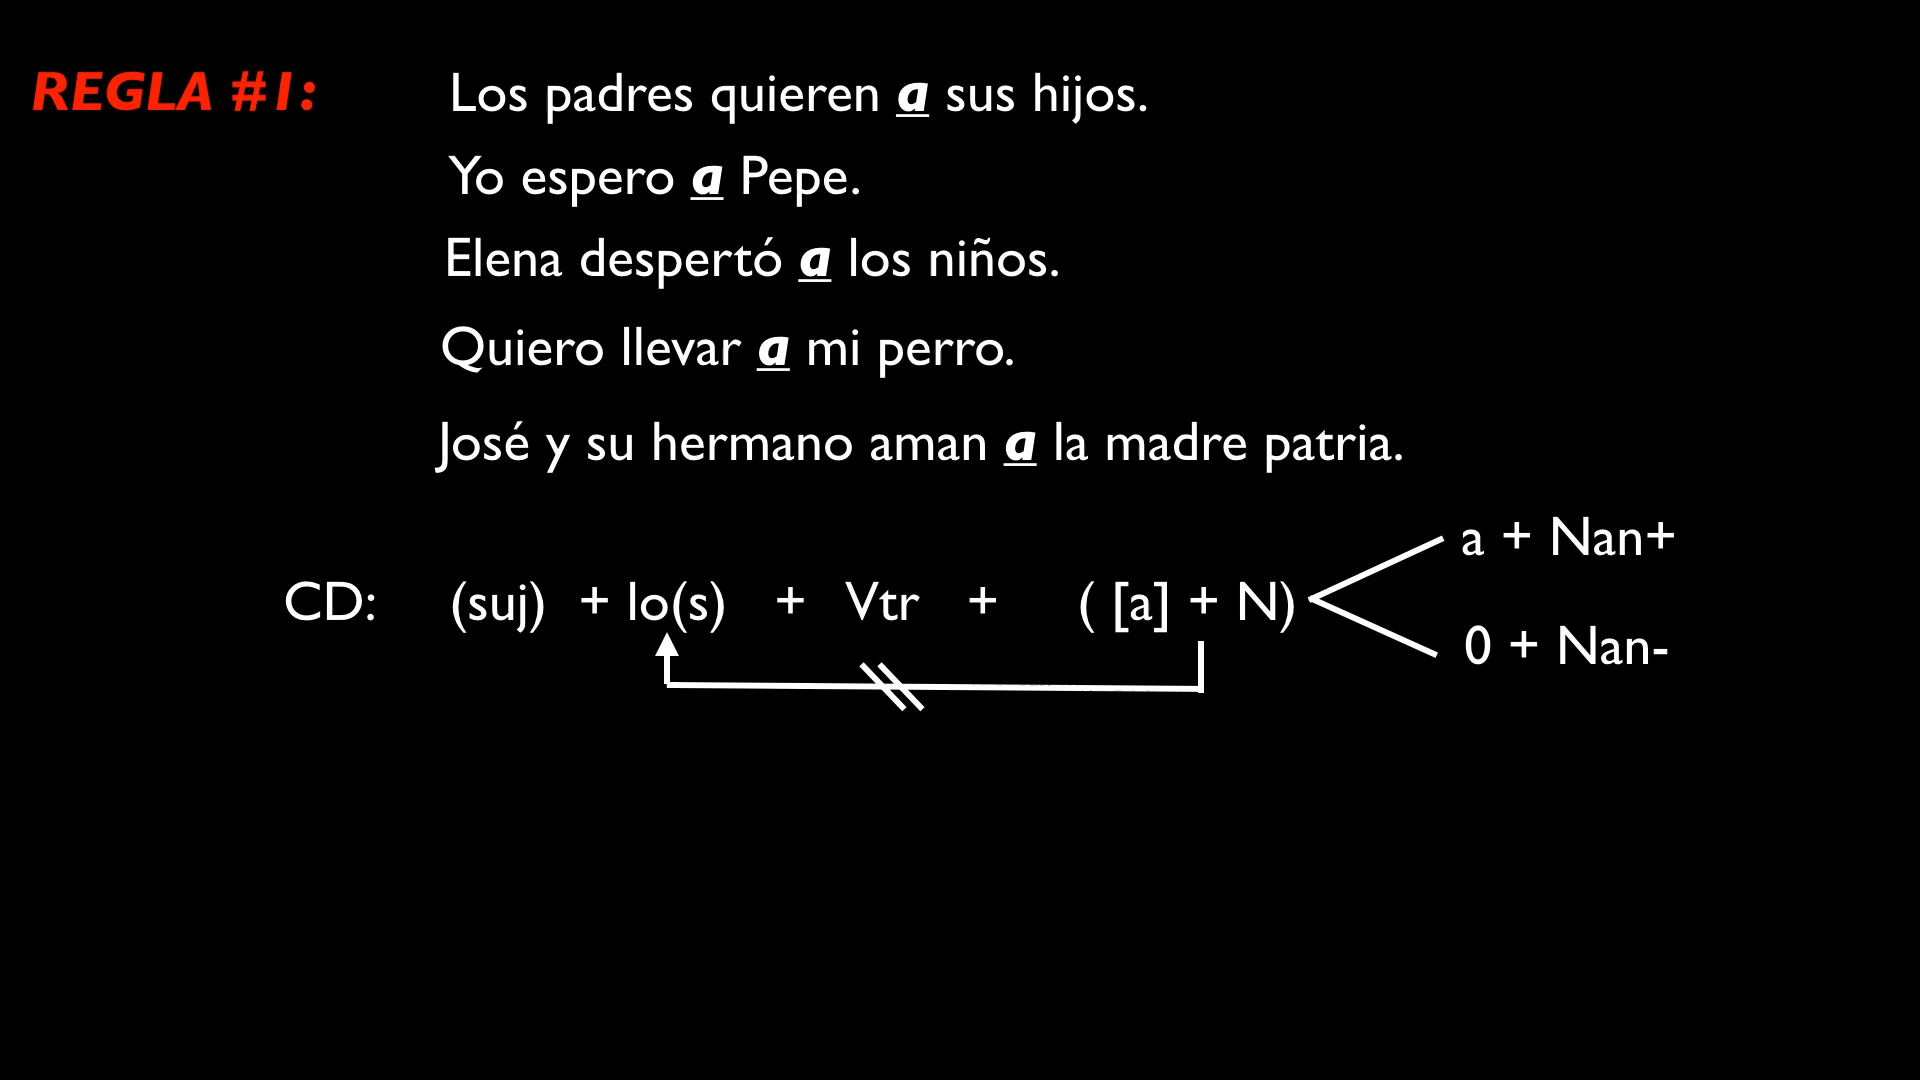 REGLA #1: Los padres quieren a sus hijos.
Yo espero a Pepe.
Elena despertó a los niños.
Quiero llevar a mi perro.
José y su hermano aman a la madre patria.
a + Nan+
CD: (suj) + lo(s) + Vtr + ( [a] + N)
0 + Nan-